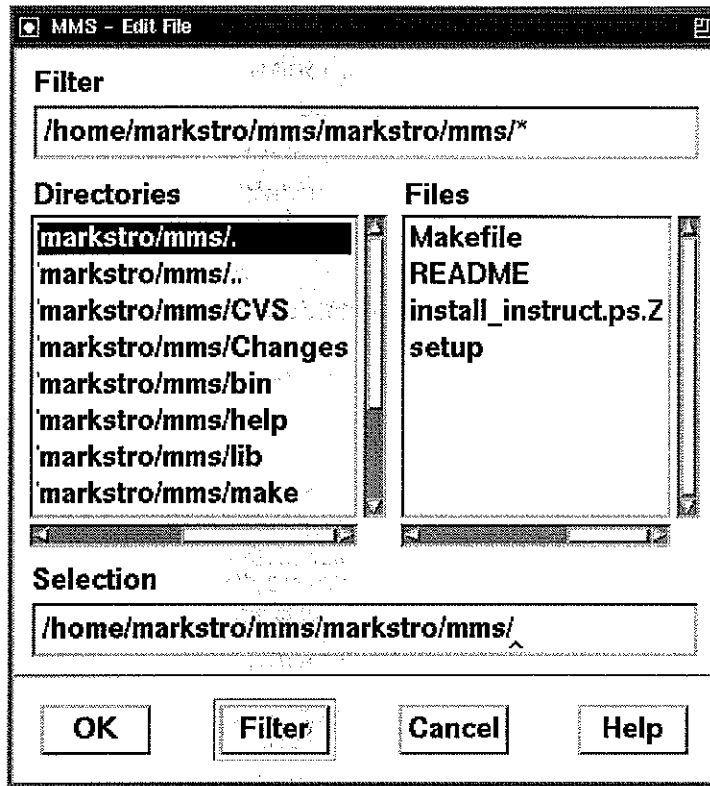 MMS - Edit File
Filter
/home/markstro/mms/markstro/mms/*
Directories
'markstro/mms/.
'markstro/mms/..
'markstro/mms/CVS
'markstro/mms/Changes
'markstro/mms/bin
'markstro/mms/help
'markstro/mms/lib
'markstro/mms/make
Files
Makefile
README
install_instruct.ps.Z
setup
Selection
/home/markstro/mms/markstro/mms/
OK
Filter
Cancel
Help